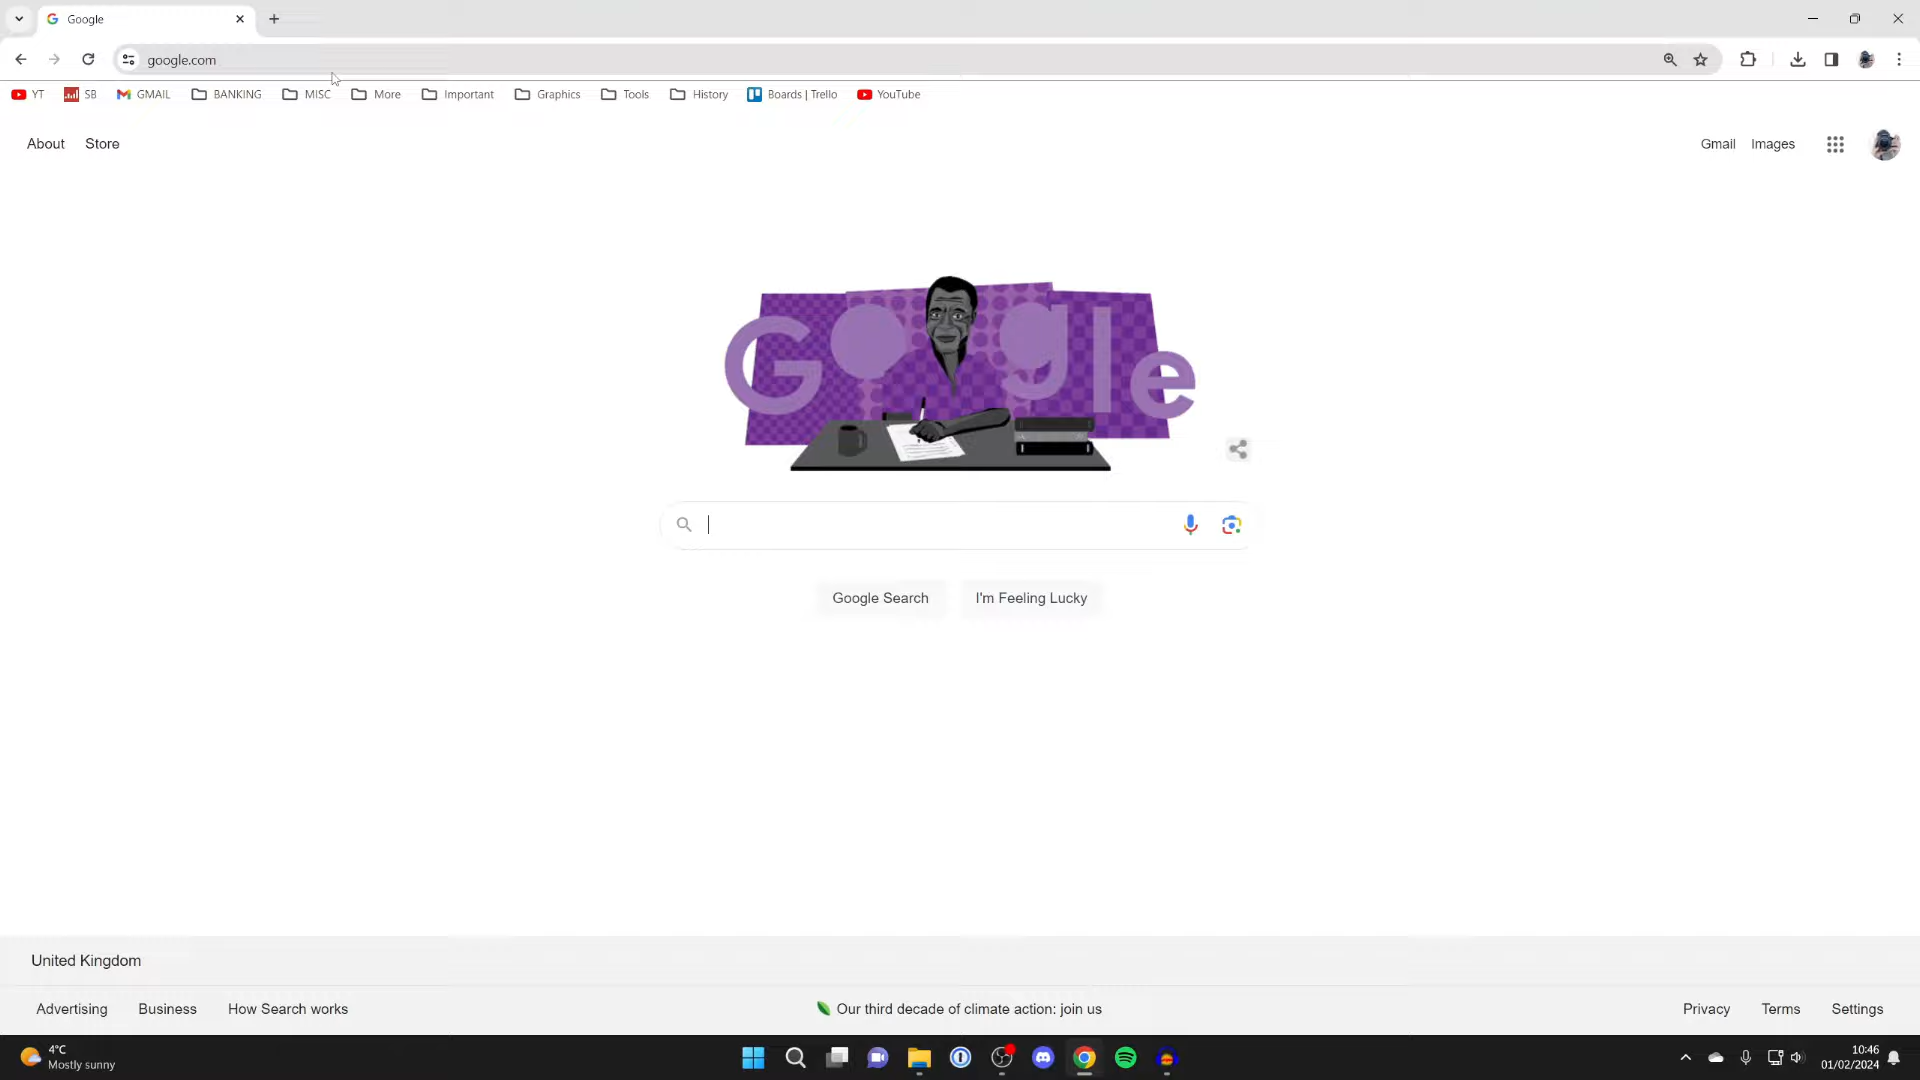 Google
google.com
YT SB GMAIL BANKING MISC More Important Graphics Tools History Boards | Trello YouTube
About Store Gmail Images
Google
Google Search I'm Feeling Lucky
United Kingdom
Advertising Business How Search works Our third decade of climate action: join us Privacy Terms Settings
4°C
Mostly sunny
10:46
01/02/2024